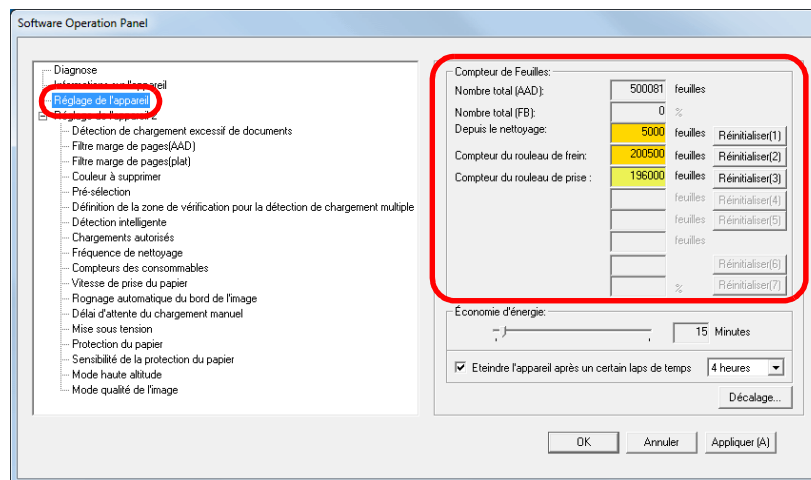 Software Operation Panel
Diagnose
Informations sur l'appareil
Réglage de l'appareil
Réglage de l'appareil 2
Détection de chargement excessif de documents
Filtre marge de pages(AAD)
Filtre marge de pages(plat)
Couleur à supprimer
Pré-sélection
Définition de la zone de vérification pour la détection de chargement multiple
Détection intelligente
Chargements autorisés
Fréquence de nettoyage
Compteurs des consommables
Vitesse de prise du papier
Rognage automatique du bord de l'image
Délai d'attente du chargement manuel
Mise sous tension
Protection du papier
Sensibilité de la protection du papier
Mode haute altitude
Mode qualité de l'image
Compteur de Feuilles:
Nombre total (AAD): 500081 feuilles
Nombre total (FB): 0 %
Depuis le nettoyage: 5000 feuilles Réinitialiser(1)
Compteur du rouleau de frein: 200500 feuilles Réinitialiser(2)
Compteur du rouleau de prise : 196000 feuilles Réinitialiser(3)
feuilles Réinitialiser(4)
feuilles Réinitialiser(5)
feuilles
Réinitialiser(6)
% Réinitialiser(7)
Économie d'énergie:
15 Minutes
Eteindre l'appareil après un certain laps de temps 4 heures
Décalage...
OK Annuler Appliquer (A)